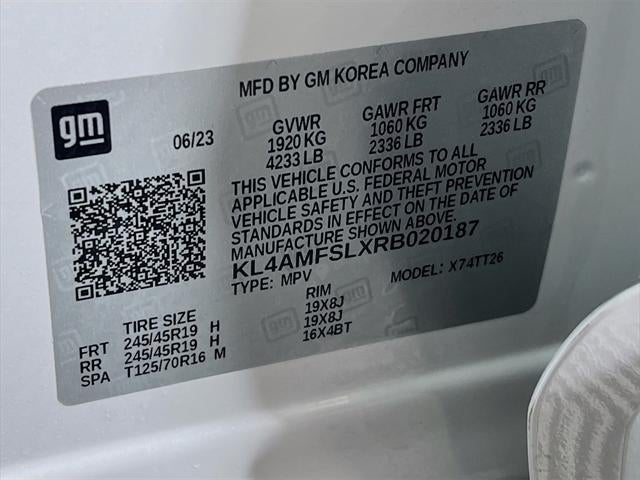 MFD BY GM KOREA COMPANY
gm
06/23 GVWR GAWR FRT GAWR RR
1920 KG 1060 KG 1060 KG
4233 LB 2336 LB 2336 LB
THIS VEHICLE CONFORMS TO ALL
APPLICABLE U.S. FEDERAL MOTOR
VEHICLE SAFETY AND THEFT PREVENTION
STANDARDS IN EFFECT ON THE DATE OF
MANUFACTURE SHOWN ABOVE.
KL4AMFSLXRB020187
TYPE: MPV MODEL: X74TT26
TIRE SIZE RIM
FRT 245/45R19 H 19X8J
RR 245/45R19 H 19X8J
SPA T125/70R16 M 16X4BT